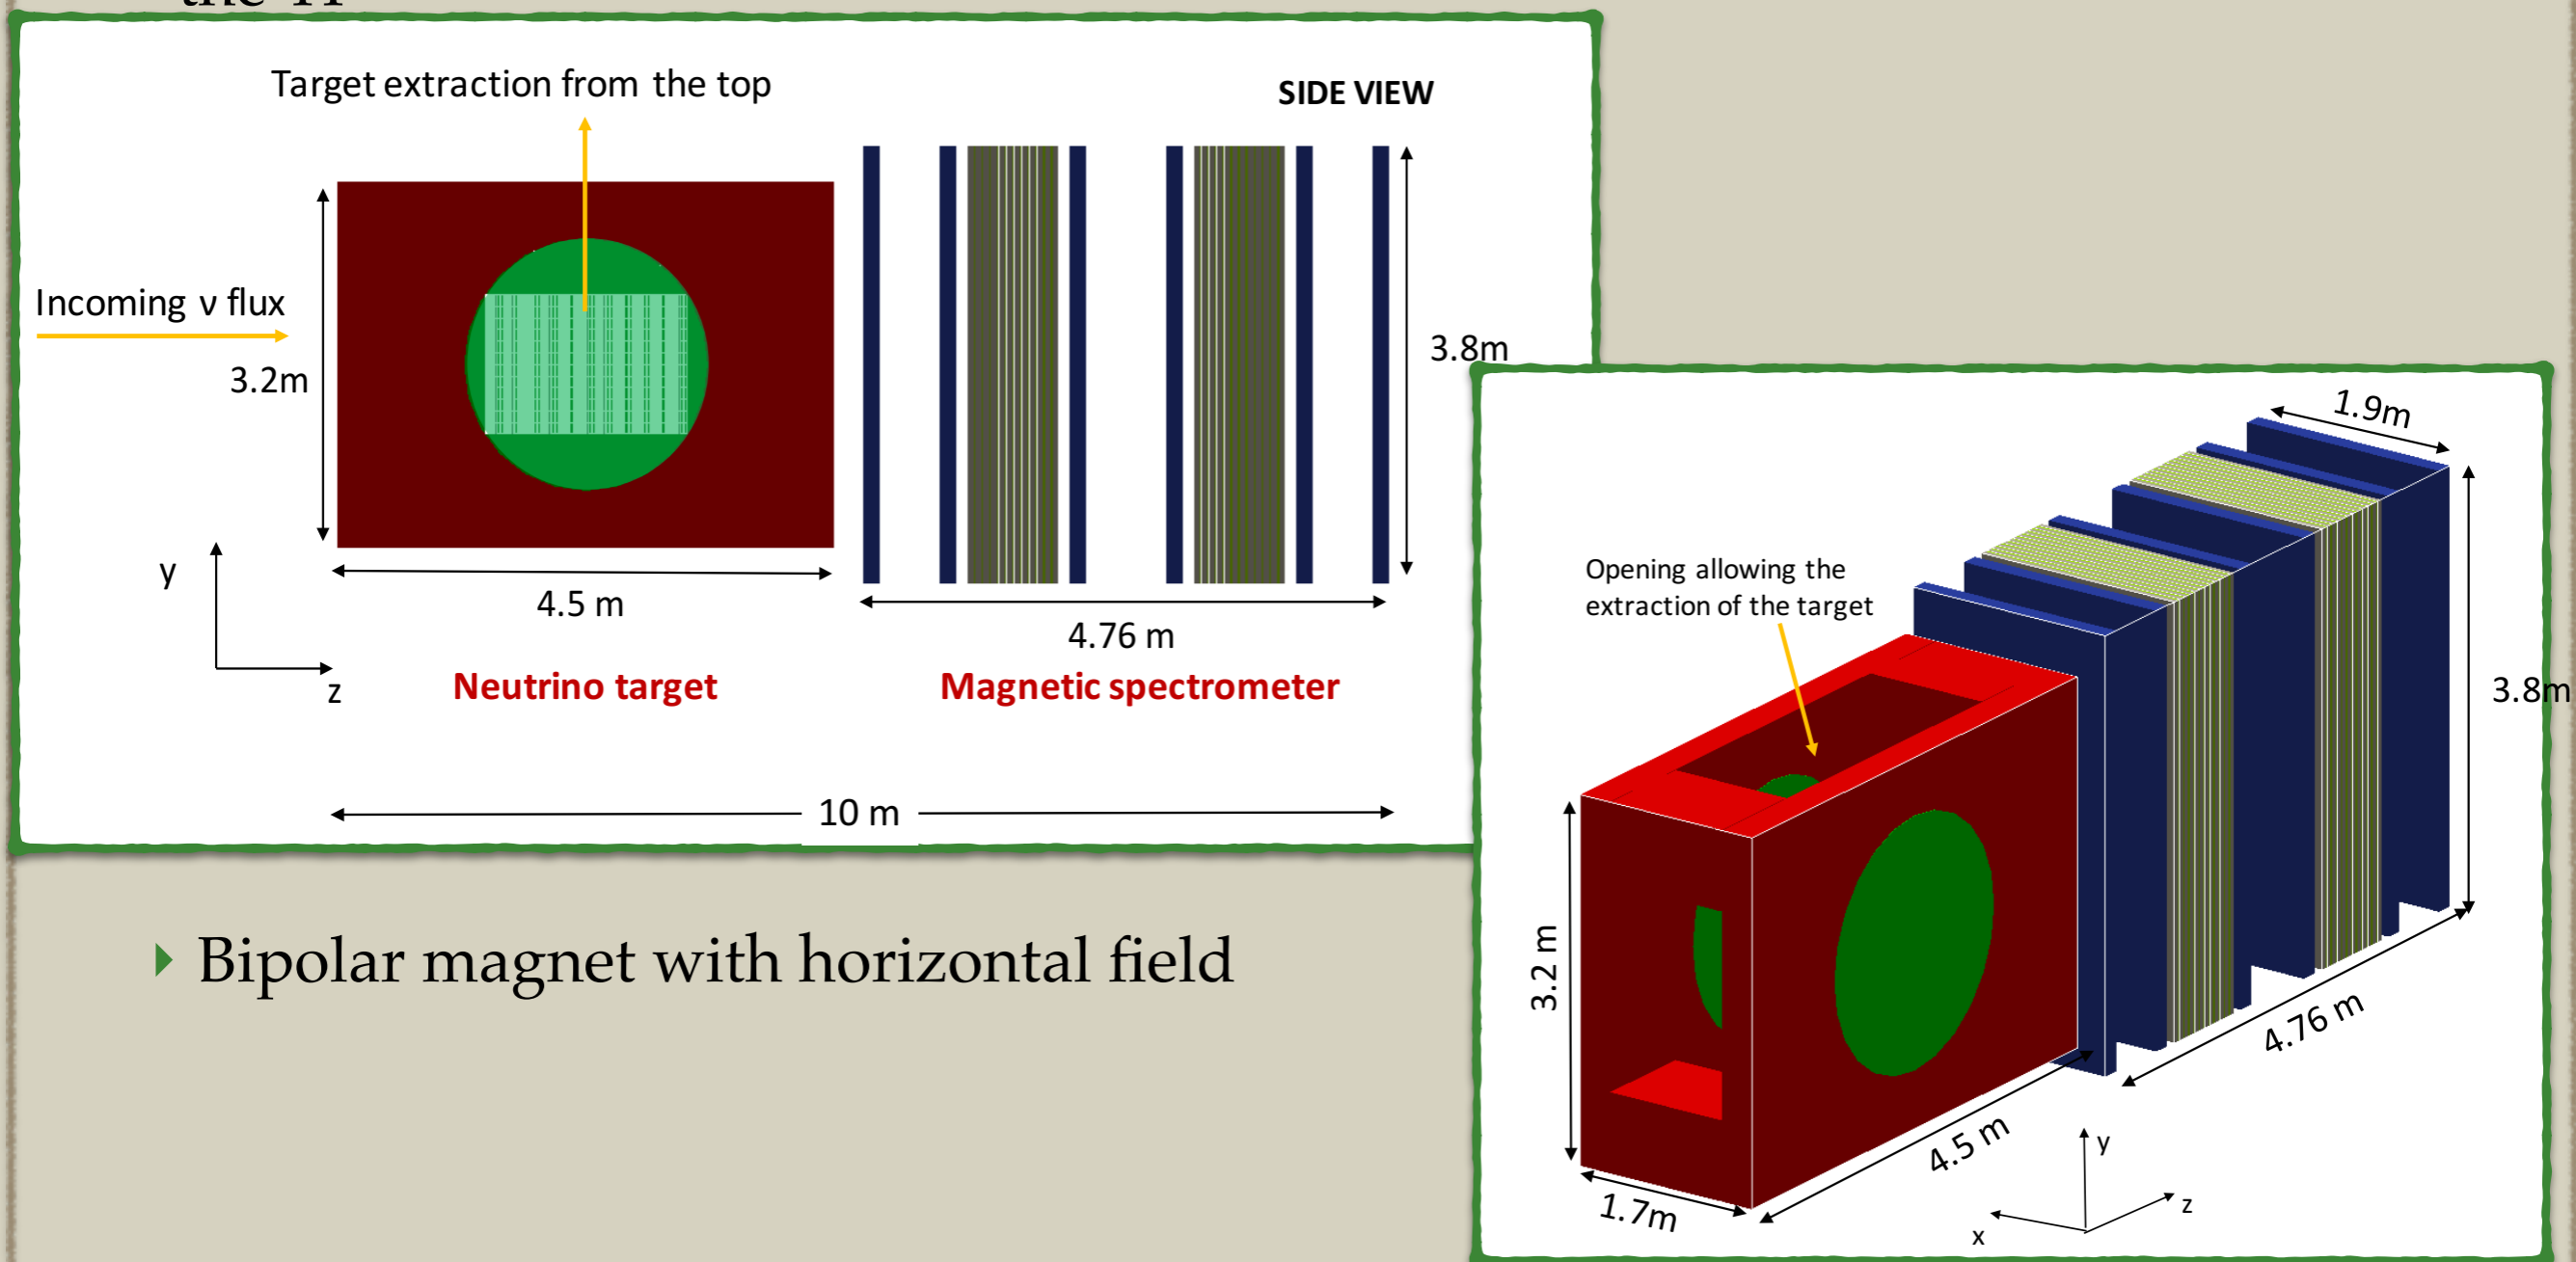 Target extraction from the top
SIDE VIEW
Incoming ν flux
3.2m
3.8m
y
z
4.5 m
4.76 m
Neutrino target
Magnetic spectrometer
10 m
‣ Bipolar magnet with horizontal field
1.9m
Opening allowing the
extraction of the target
3.8m
3.2 m
4.76 m
4.5 m
1.7m
y
z
x